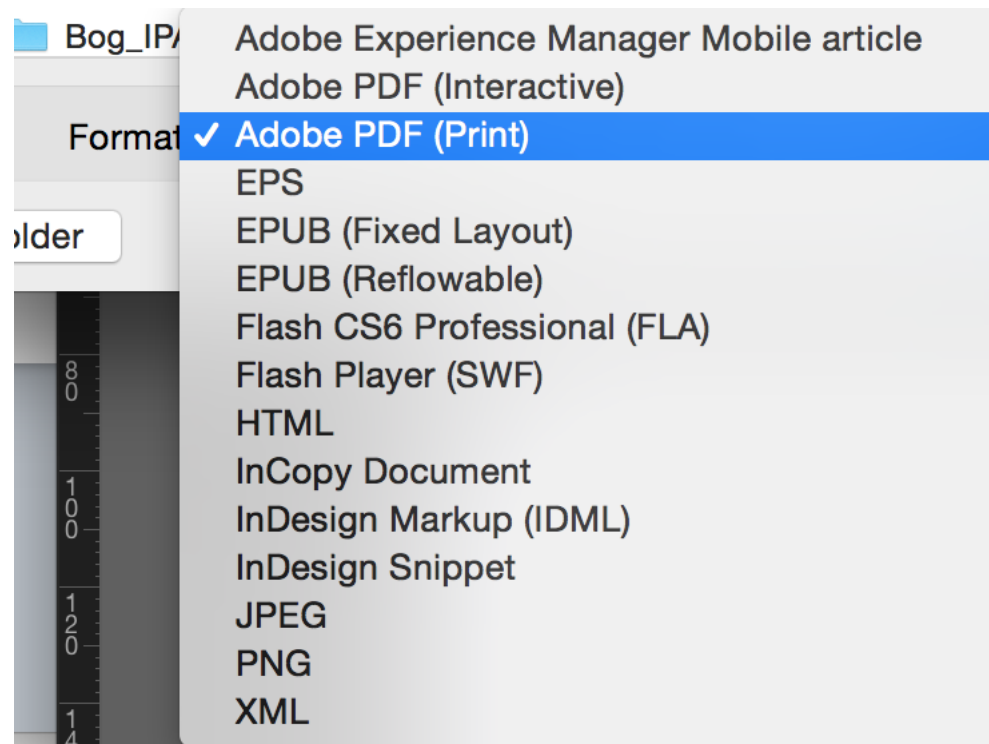 Bog_IPA
Adobe Experience Manager Mobile article
Adobe PDF (Interactive)
Format
✓ Adobe PDF (Print)
EPS
EPUB (Fixed Layout)
older
EPUB (Reflowable)
Flash CS6 Professional (FLA)
Flash Player (SWF)
80
HTML
InCopy Document
100
InDesign Markup (IDML)
InDesign Snippet
120
JPEG
PNG
XML
14